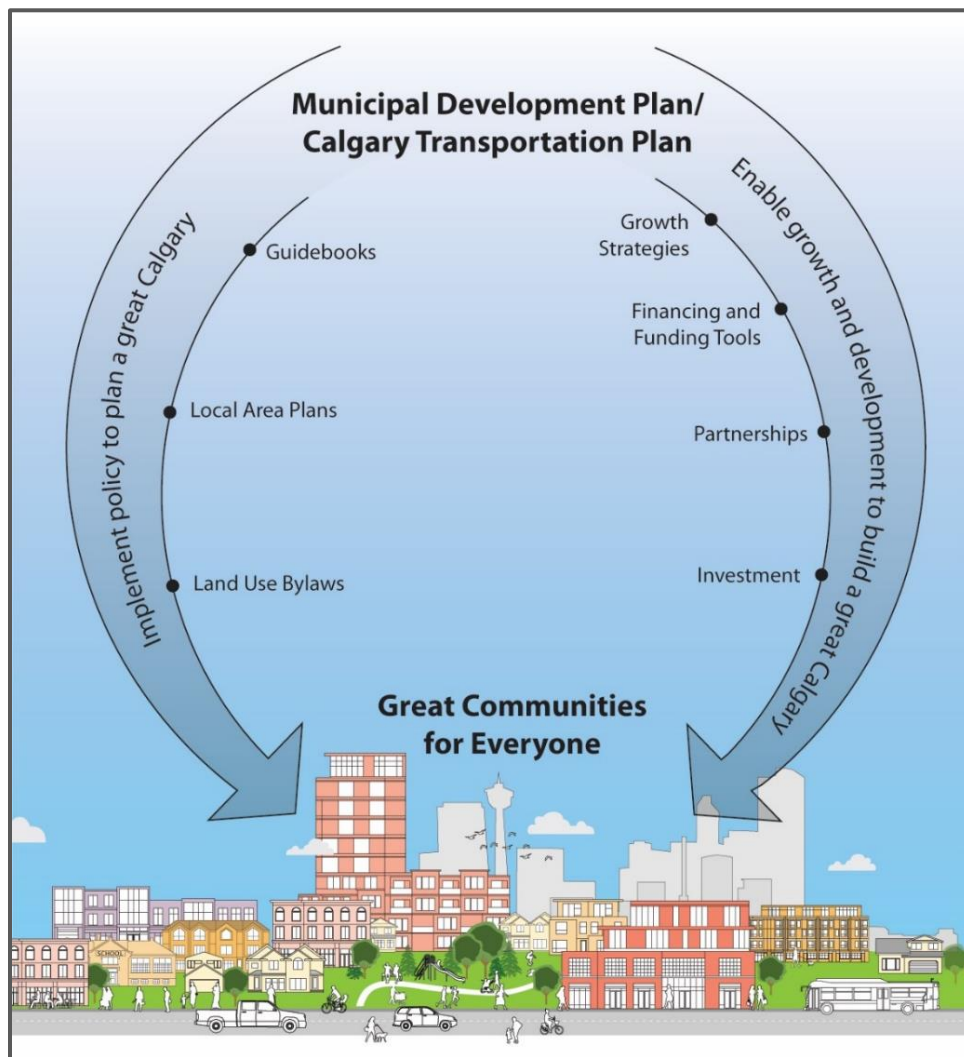 Municipal Development Plan/
Calgary Transportation Plan
Implement policy to plan a great Calgary
Guidebooks
Local Area Plans
Land Use Bylaws
Enable growth and development to build a great Calgary
Growth
Strategies
Financing and
Funding Tools
Partnerships
Investment
Great Communities
for Everyone
SCHOOL